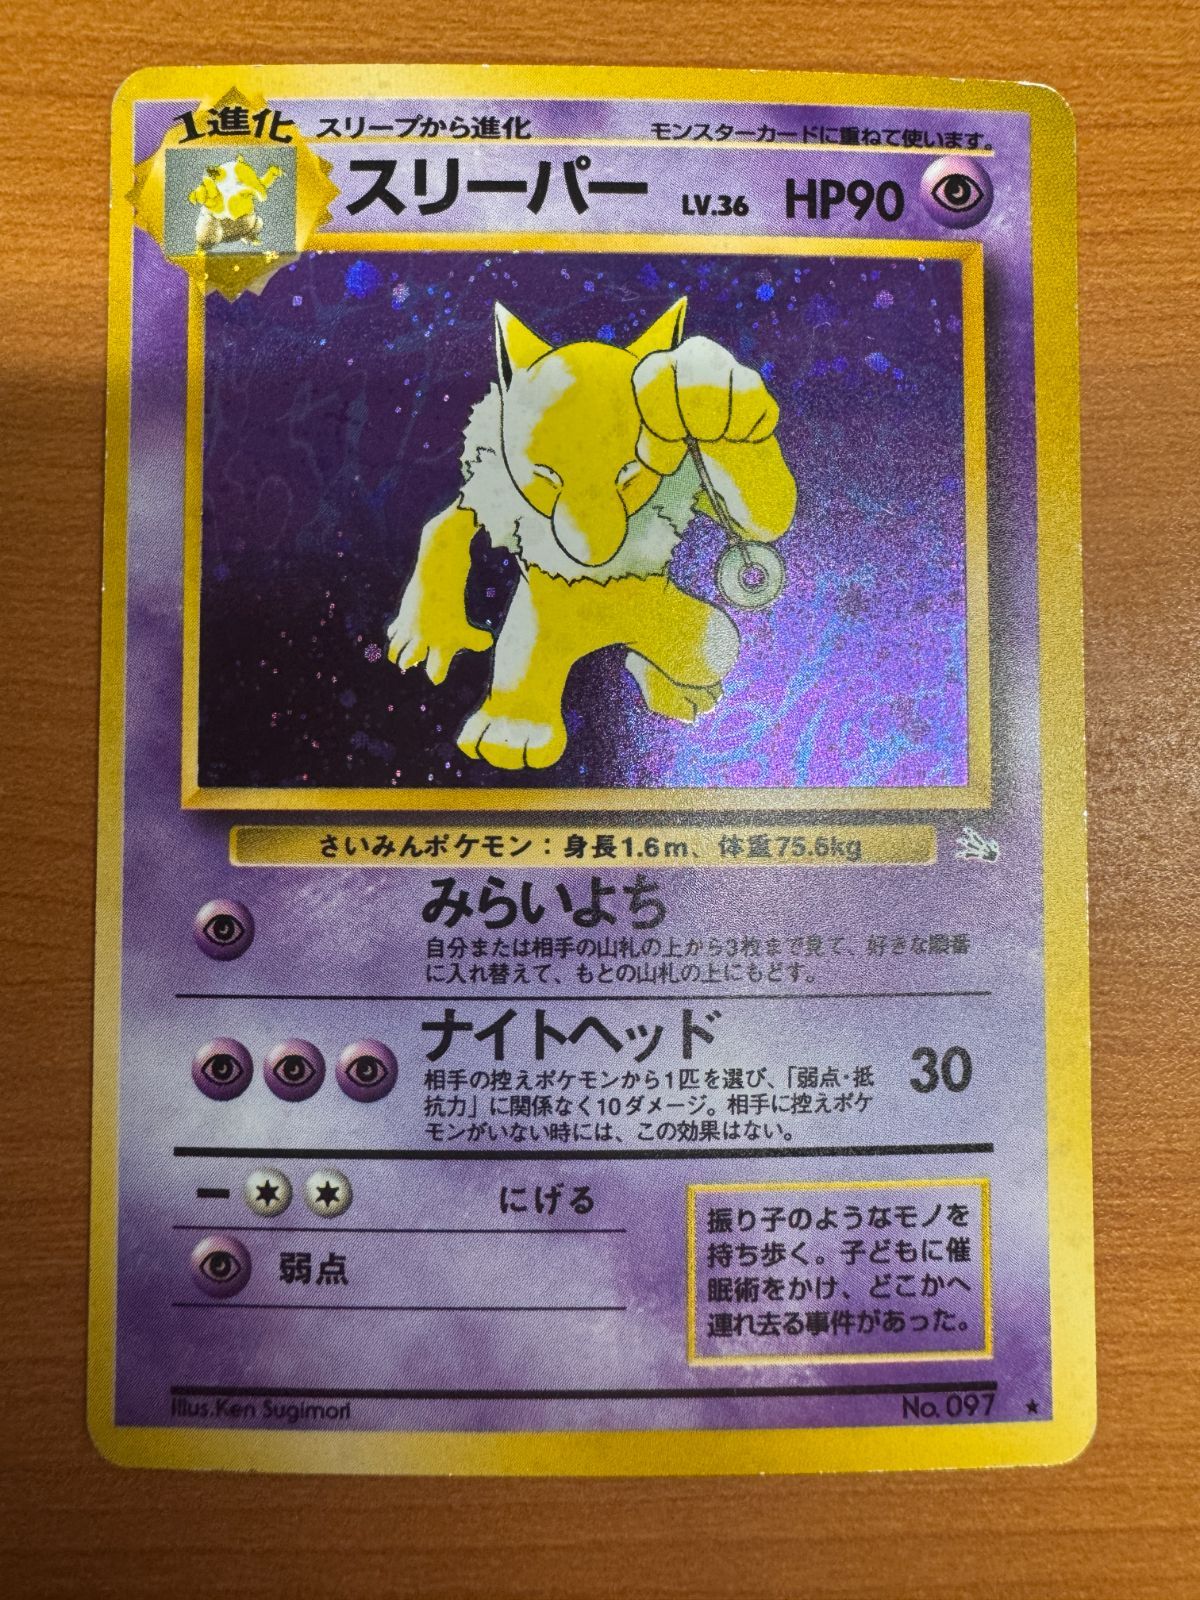 1進化 スリープから進化 モンスターカードに重ねて使います。
スリーパー LV.36 HP90
さいみんポケモン：身長1.6m、体重75.6kg
みらいよち
自分または相手の山札の上から3枚まで見て、好きな順番
に入れ替えて、もとの山札の上にもどす。
ナイトヘッド 30
相手の控えポケモンから1匹を選び、「弱点・抵
抗力」に関係なく10ダメージ。相手に控えポケ
モンがいない時には、この効果はない。
ー にげる
弱点
振り子のようなモノを
持ち歩く。子どもに催
眠術をかけ、どこかへ
連れ去る事件があった。
Illus.Ken Sugimori No.097 ★